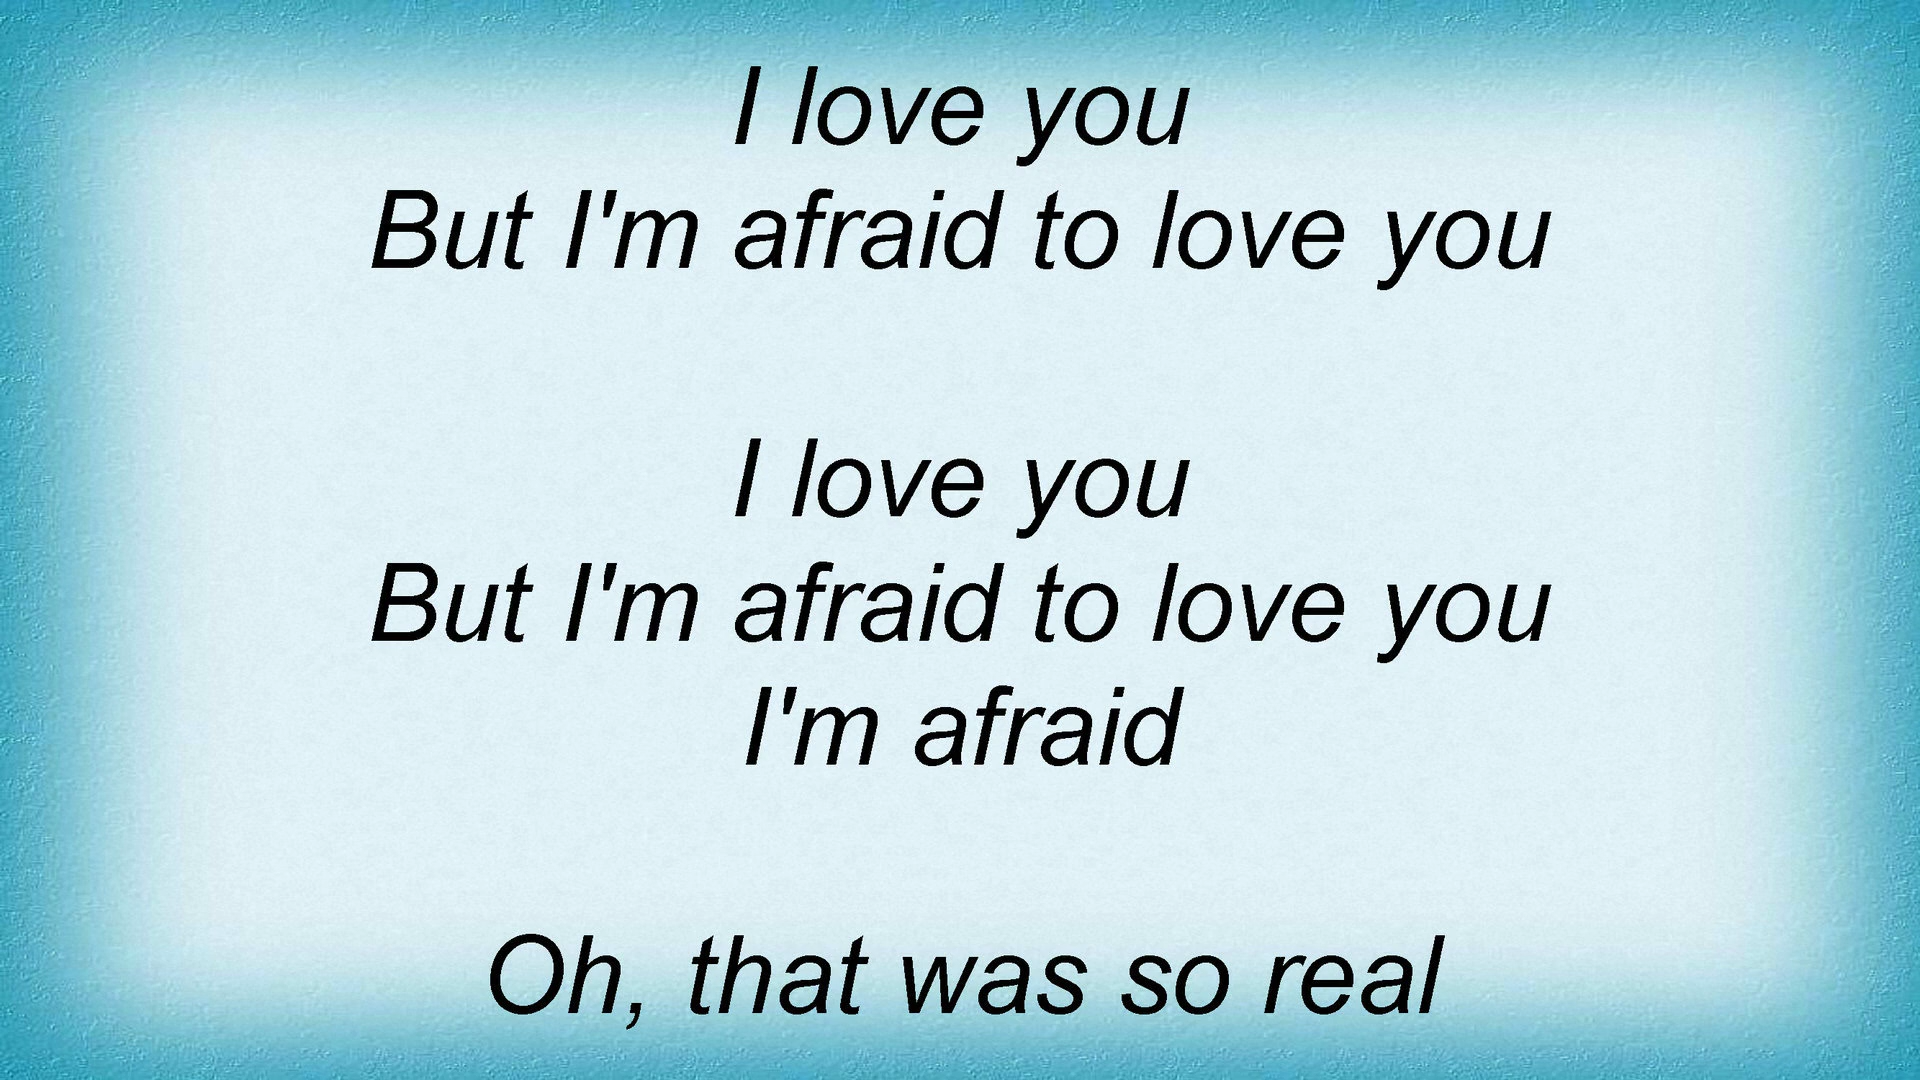 I love you
But I'm afraid to love you
I love you
But I'm afraid to love you
I'm afraid
Oh, that was so real